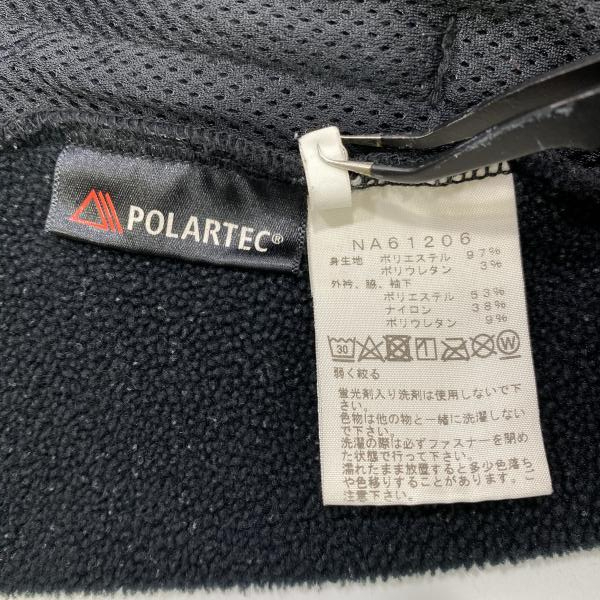 POLARTEC®
NA61206
身生地 ポリエステル 97%
ポリウレタン 3%
外衿、脇、袖下
ポリエステル 53%
ナイロン 38%
ポリウレタン 9%
30 W
弱く絞る
蛍光剤入り洗剤は使用しないで下
さい。
色物は他の物と一緒に洗濯しない
で下さい。
洗濯の際は必ずファスナーを閉め
た状態で行って下さい。
濡れたまま放置すると多少色落ち
や色移りすることがあります。ご
注意下さい。